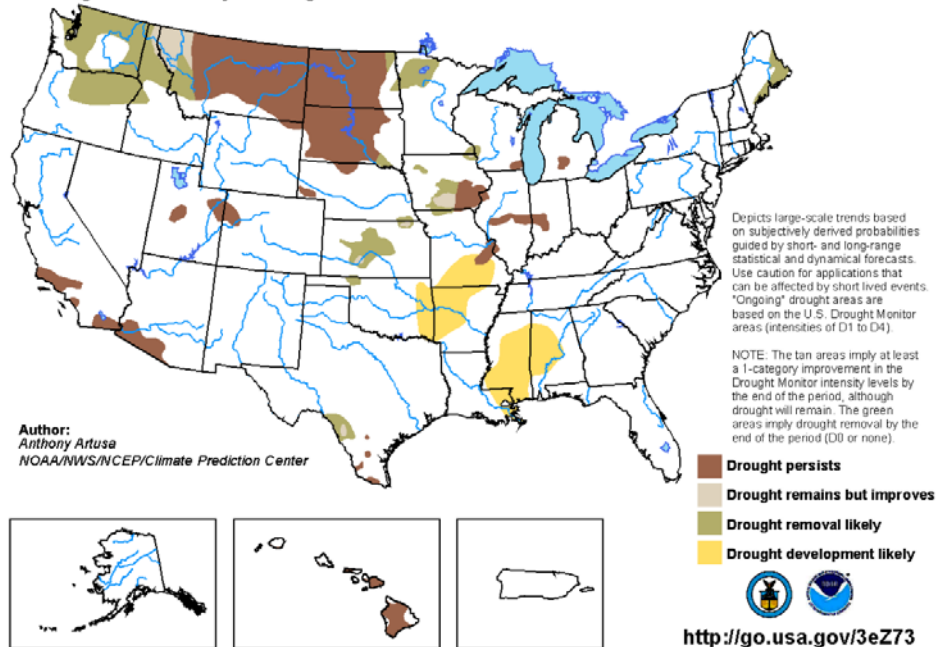 Depicts large-scale trends based
on subjectively derived probabilities
guided by short- and long-range
statistical and dynamical forecasts.
Use caution for applications that
can be affected by short lived events.
"Ongoing" drought areas are
based on the U.S. Drought Monitor
areas (intensities of D1 to D4).
NOTE: The tan areas imply at least
a 1-category improvement in the
Drought Monitor intensity levels by
the end of the period, although
drought will remain. The green
areas imply drought removal by the
end of the period (D0 or none).
Author:
Anthony Artusa
NOAA/NWS/NCEP/Climate Prediction Center
Drought persists
Drought remains but improves
Drought removal likely
Drought development likely
http://go.usa.gov/3eZ73